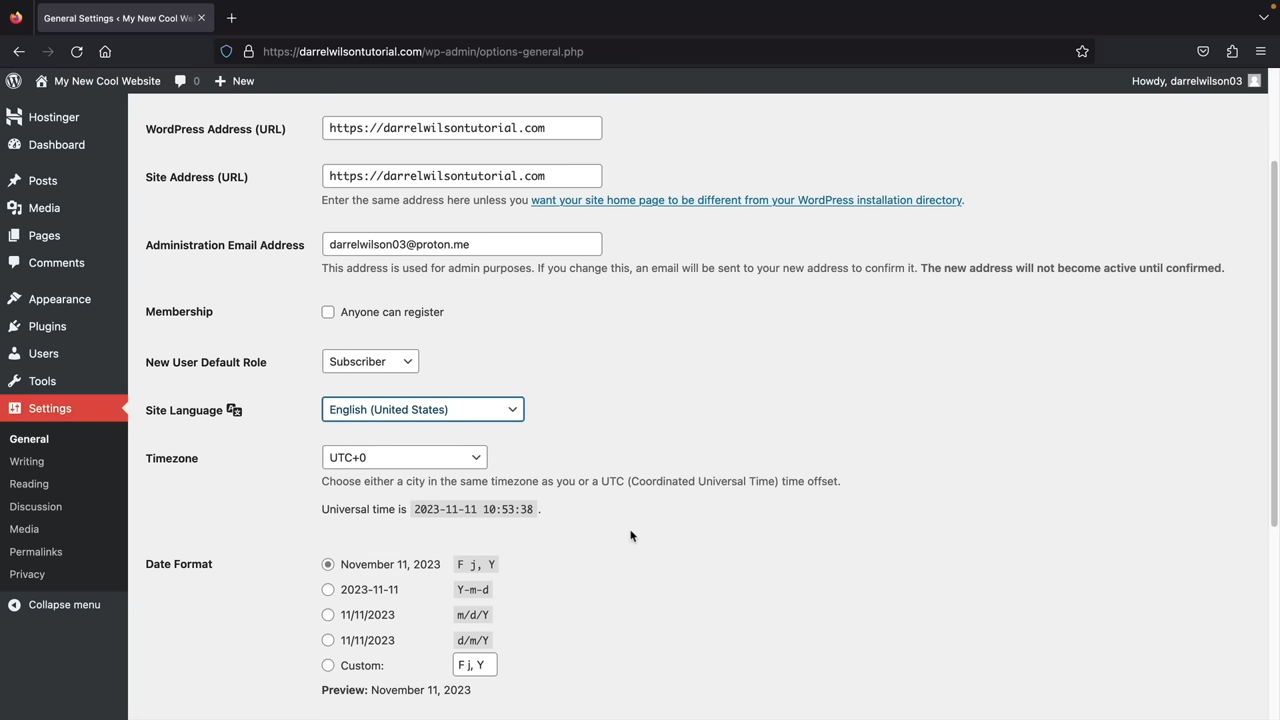 General Settings ‹ My New Cool We
https://darrelwilsontutorial.com/wp-admin/options-general.php
My New Cool Website 0 New Howdy, darrelwilson03
Hostinger
Dashboard
Posts
Media
Pages
Comments
Appearance
Plugins
Users
Tools
Settings
General
Writing
Reading
Discussion
Media
Permalinks
Privacy
Collapse menu
WordPress Address (URL) https://darrelwilsontutorial.com
Site Address (URL) https://darrelwilsontutorial.com
Enter the same address here unless you want your site home page to be different from your WordPress installation directory.
Administration Email Address darrelwilson03@proton.me
This address is used for admin purposes. If you change this, an email will be sent to your new address to confirm it. The new address will not become active until confirmed.
Membership Anyone can register
New User Default Role Subscriber
Site Language English (United States)
Timezone UTC+0
Choose either a city in the same timezone as you or a UTC (Coordinated Universal Time) time offset.
Universal time is 2023-11-11 10:53:38 .
Date Format November 11, 2023 F j, Y
2023-11-11 Y-m-d
11/11/2023 m/d/Y
11/11/2023 d/m/Y
Custom: F j, Y
Preview: November 11, 2023